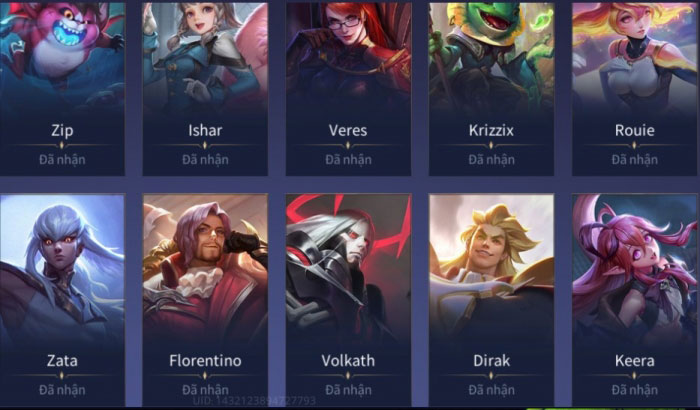 Zip Ishar Veres Krizzix Rouie
Đã nhận Đã nhận Đã nhận Đã nhận Đã nhận
Zata Florentino Volkath Dirak Keera
Đã nhận Đã nhận Đã nhận Đã nhận Đã nhận
UID: 1432123894727793